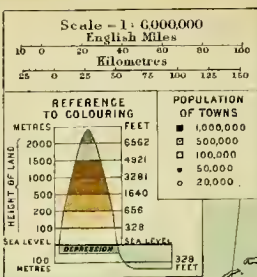 Scale = 1: 6,000,000
English Miles
10 0 20 40 60 80 100
Kilometres
25 0 25 50 75 100 125 150
REFERENCE
TO COLOURING
METRES FEET
2000 6562
1500 4921
1000 3281
500 1640
200 656
100 328
HEIGHT OF LAND
SEA LEVEL SEA LEVEL
DEPRESSION
100 328
METRES FEET
POPULATION
OF TOWNS
1,000,000
500,000
100,000
50,000
20,000